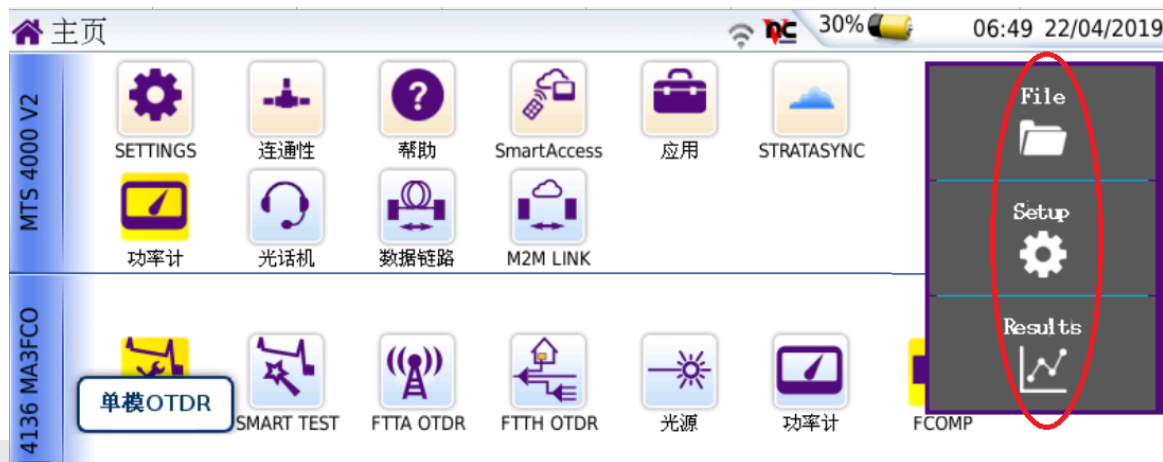 主页
30%
06:49 22/04/2019
MTS 4000 V2
SETTINGS
连通性
帮助
SmartAccess
应用
STRATASYNC
功率计
光话机
数据链路
M2M LINK
File
Setup
Results
4136 MA3FCO
单模OTDR
SMART TEST
FTTA OTDR
FTTH OTDR
光源
功率计
FCOMP